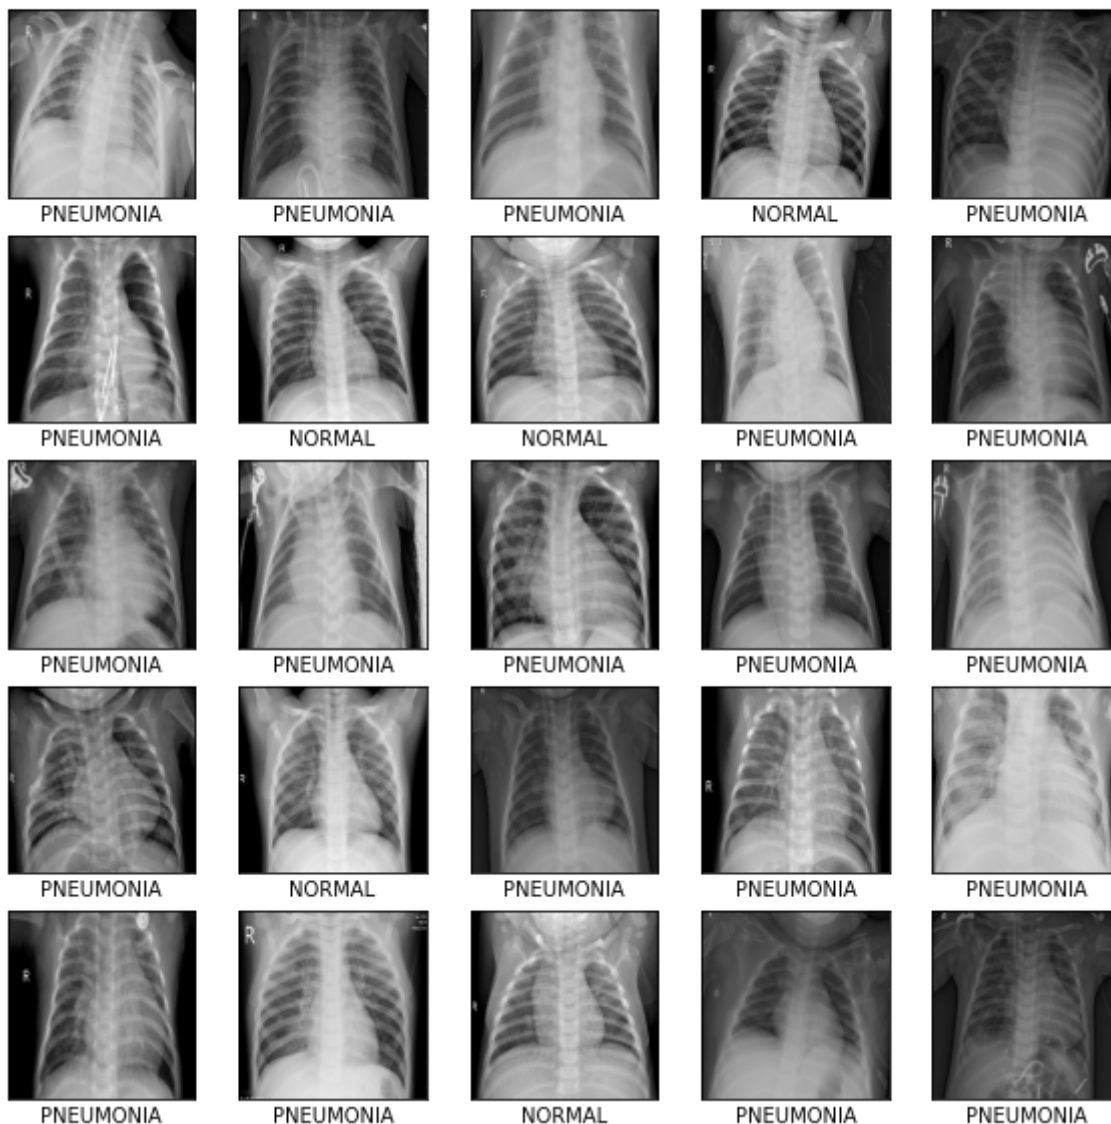 R
PNEUMONIA PNEUMONIA PNEUMONIA NORMAL PNEUMONIA
R
PNEUMONIA NORMAL NORMAL PNEUMONIA PNEUMONIA
R R
PNEUMONIA PNEUMONIA PNEUMONIA PNEUMONIA PNEUMONIA
PNEUMONIA NORMAL PNEUMONIA PNEUMONIA PNEUMONIA
R R
PNEUMONIA PNEUMONIA NORMAL PNEUMONIA PNEUMONIA